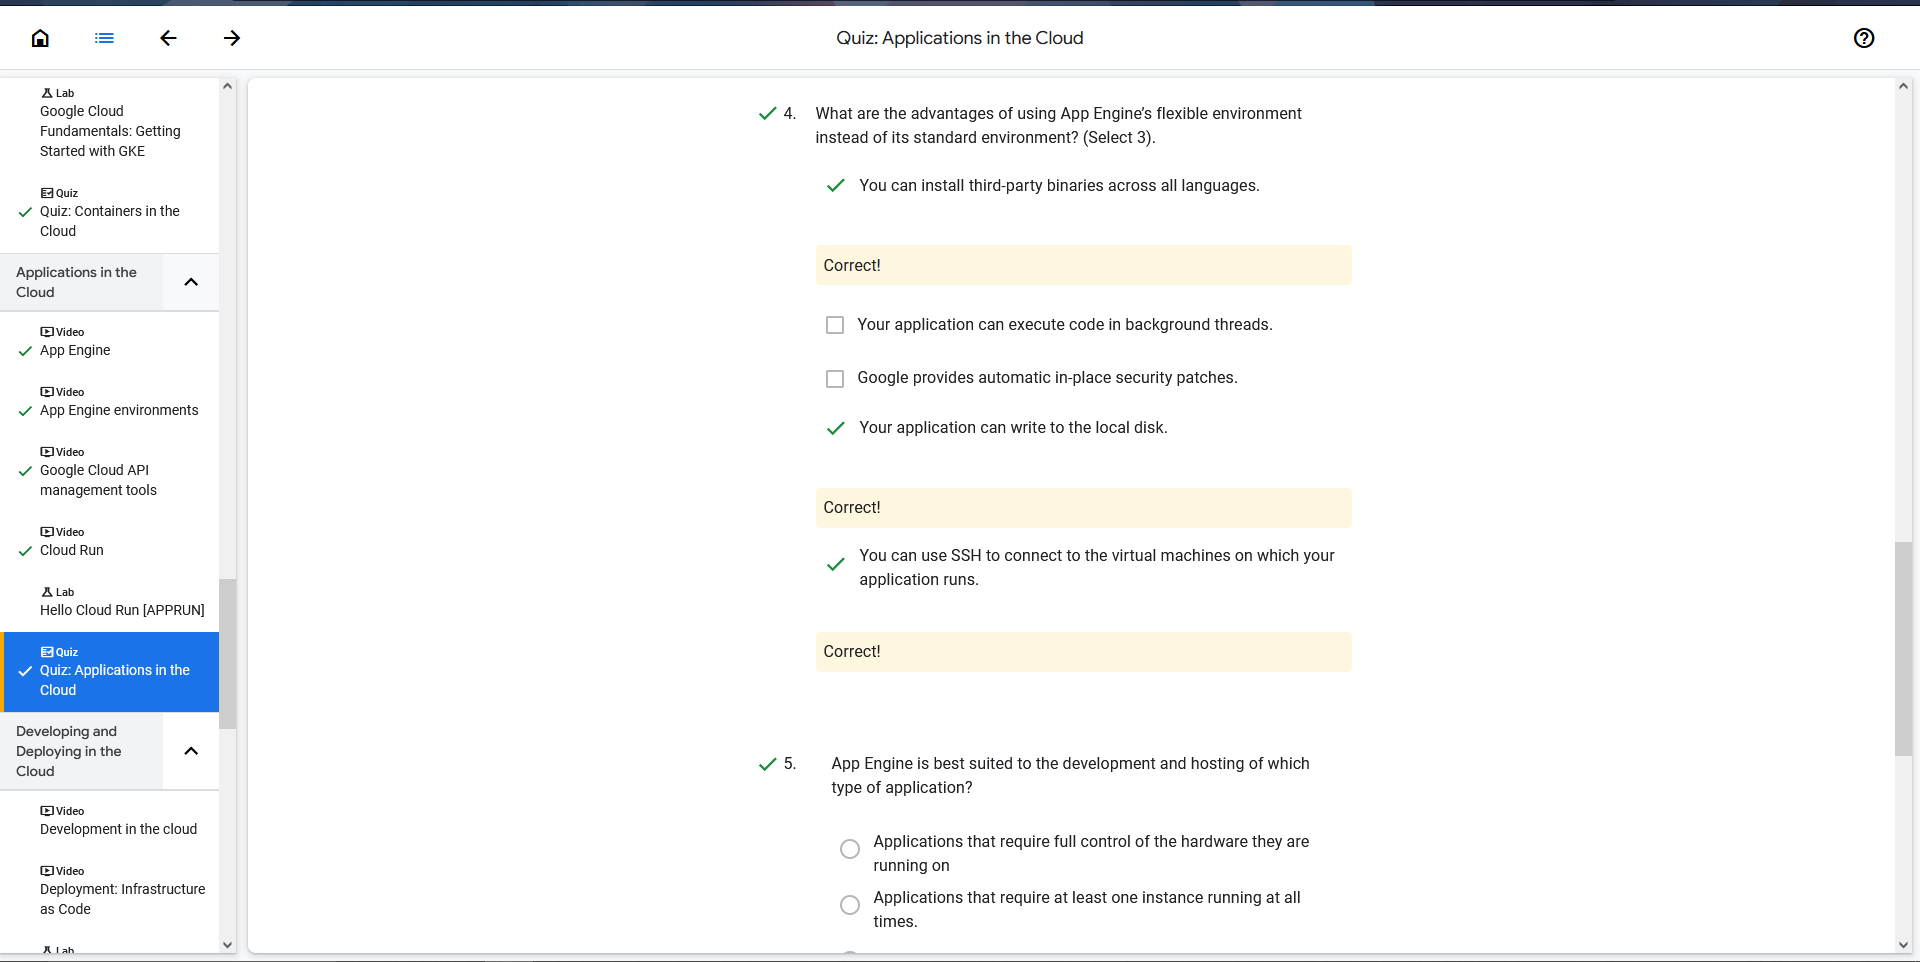 Quiz: Applications in the Cloud
Lab
Google Cloud
Fundamentals: Getting
Started with GKE
Quiz
Quiz: Containers in the
Cloud
Applications in the
Cloud
Video
App Engine
Video
App Engine environments
Video
Google Cloud API
management tools
Video
Cloud Run
Lab
Hello Cloud Run [APPRUN]
Quiz
Quiz: Applications in the
Cloud
Developing and
Deploying in the
Cloud
Video
Development in the cloud
Video
Deployment: Infrastructure
as Code
Lab
4. What are the advantages of using App Engine’s flexible environment
instead of its standard environment? (Select 3).
You can install third-party binaries across all languages.
Correct!
Your application can execute code in background threads.
Google provides automatic in-place security patches.
Your application can write to the local disk.
Correct!
You can use SSH to connect to the virtual machines on which your
application runs.
Correct!
5. App Engine is best suited to the development and hosting of which
type of application?
Applications that require full control of the hardware they are
running on
Applications that require at least one instance running at all
times.